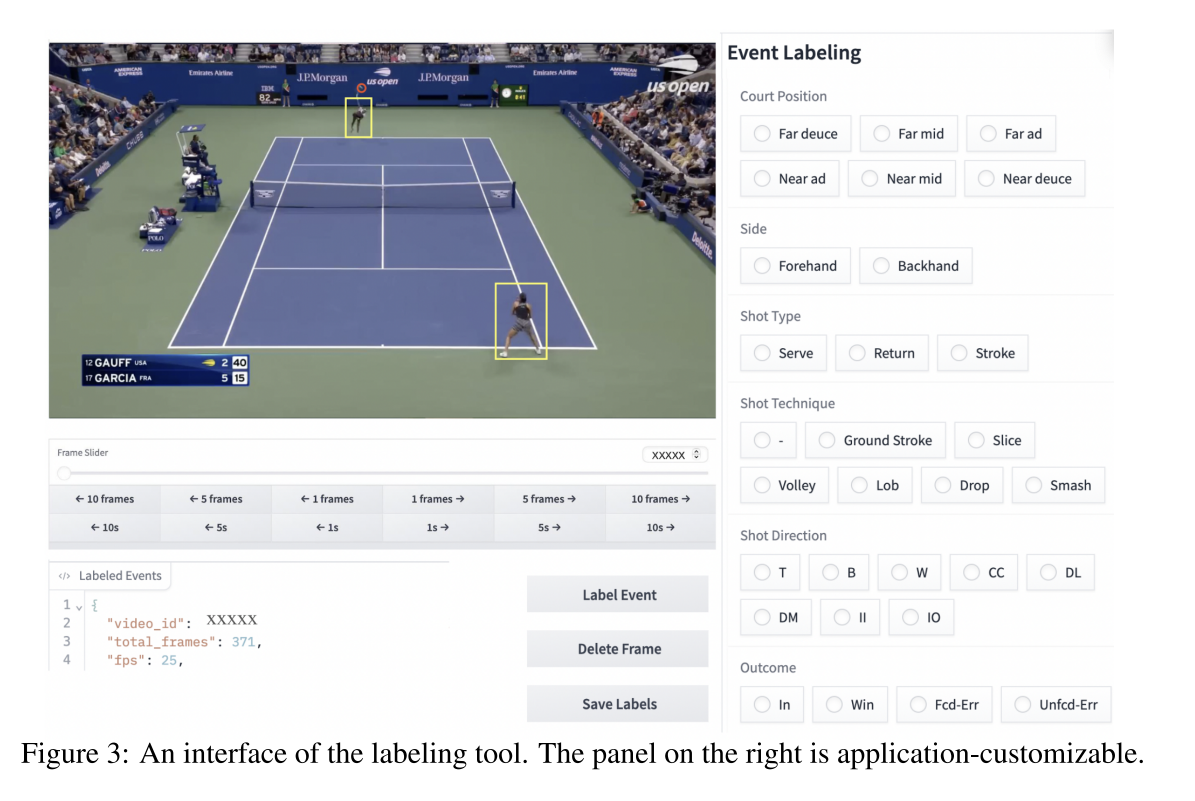 AMERICAN EXPRESS
Emirates Airline
J.P.Morgan
us open
J.P.Morgan
Emirates Airline
AMERICAN EXPRESS
us open
IBM
82
CHUBB
Deloitte
POLO
12 GAUFF USA 2 40
17 GARCIA FRA 5 15
Frame Slider
XXXXX
← 10 frames ← 5 frames ← 1 frames 1 frames → 5 frames → 10 frames →
← 10s ← 5s ← 1s 1s → 5s → 10s →
</> Labeled Events
1 {
2 "video_id": XXXXX
3 "total_frames": 371,
4 "fps": 25,
Label Event
Delete Frame
Save Labels
Event Labeling
Court Position
Far deuce Far mid Far ad
Near ad Near mid Near deuce
Side
Forehand Backhand
Shot Type
Serve Return Stroke
Shot Technique
- Ground Stroke Slice
Volley Lob Drop Smash
Shot Direction
T B W CC DL
DM II IO
Outcome
In Win Fcd-Err Unfcd-Err
Figure 3: An interface of the labeling tool. The panel on the right is application-customizable.